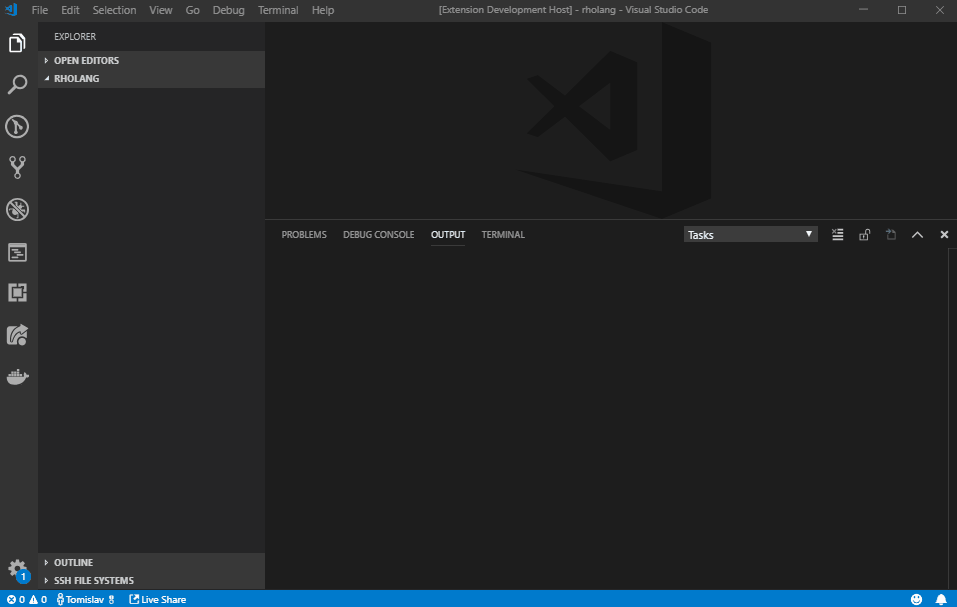 File Edit Selection View Go Debug Terminal Help [Extension Development Host] - rholang - Visual Studio Code
EXPLORER
OPEN EDITORS
RHOLANG
PROBLEMS DEBUG CONSOLE OUTPUT TERMINAL Tasks
OUTLINE
1
SSH FILE SYSTEMS
0 0 Tomislav Live Share